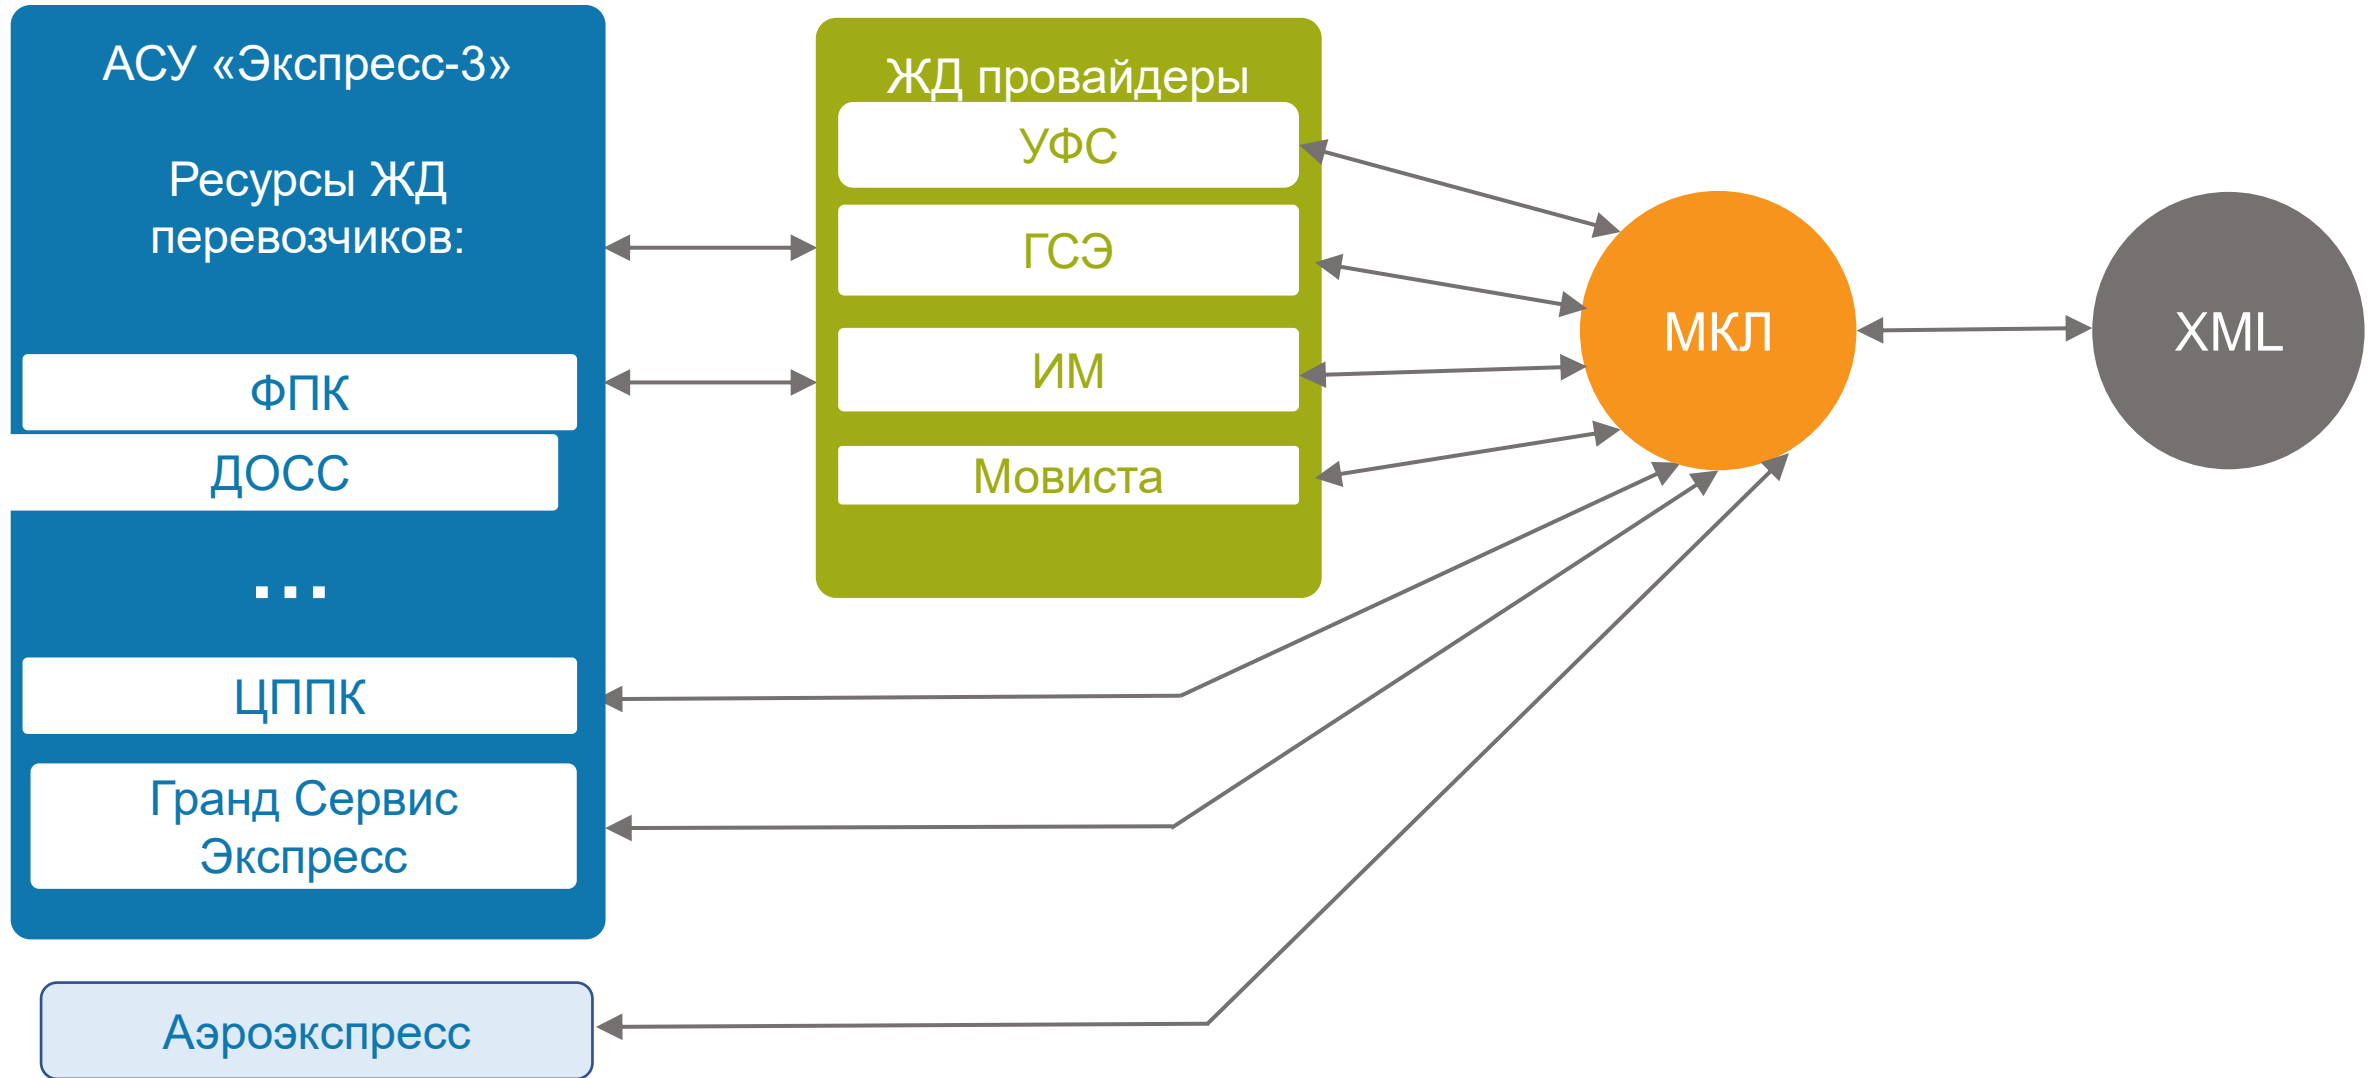 АСУ «Экспресс-3»
Ресурсы ЖД
перевозчиков:
ФПК
ДОСС
...
ЦППК
Гранд Сервис
Экспресс
Аэроэкспресс
ЖД провайдеры
УФС
ГСЭ
ИМ
Мовиста
МКЛ
XML